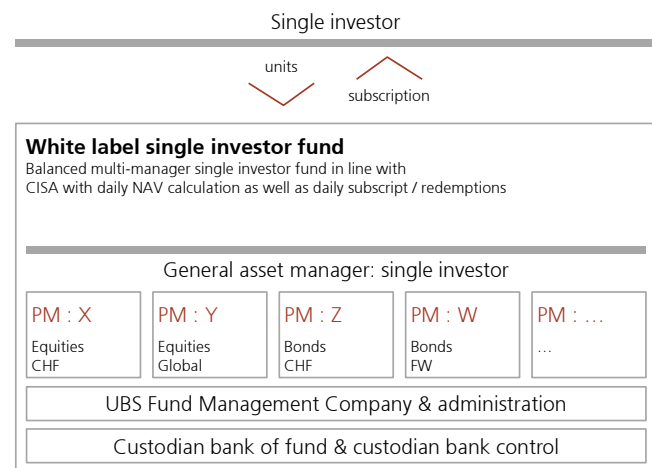 Single investor
units
subscription
White label single investor fund
Balanced multi-manager single investor fund in line with
CISA with daily NAV calculation as well as daily subscript / redemptions
General asset manager: single investor
PM : X
Equities
CHF
PM : Y
Equities
Global
PM : Z
Bonds
CHF
PM : W
Bonds
FW
PM : …
…
UBS Fund Management Company & administration
Custodian bank of fund & custodian bank control